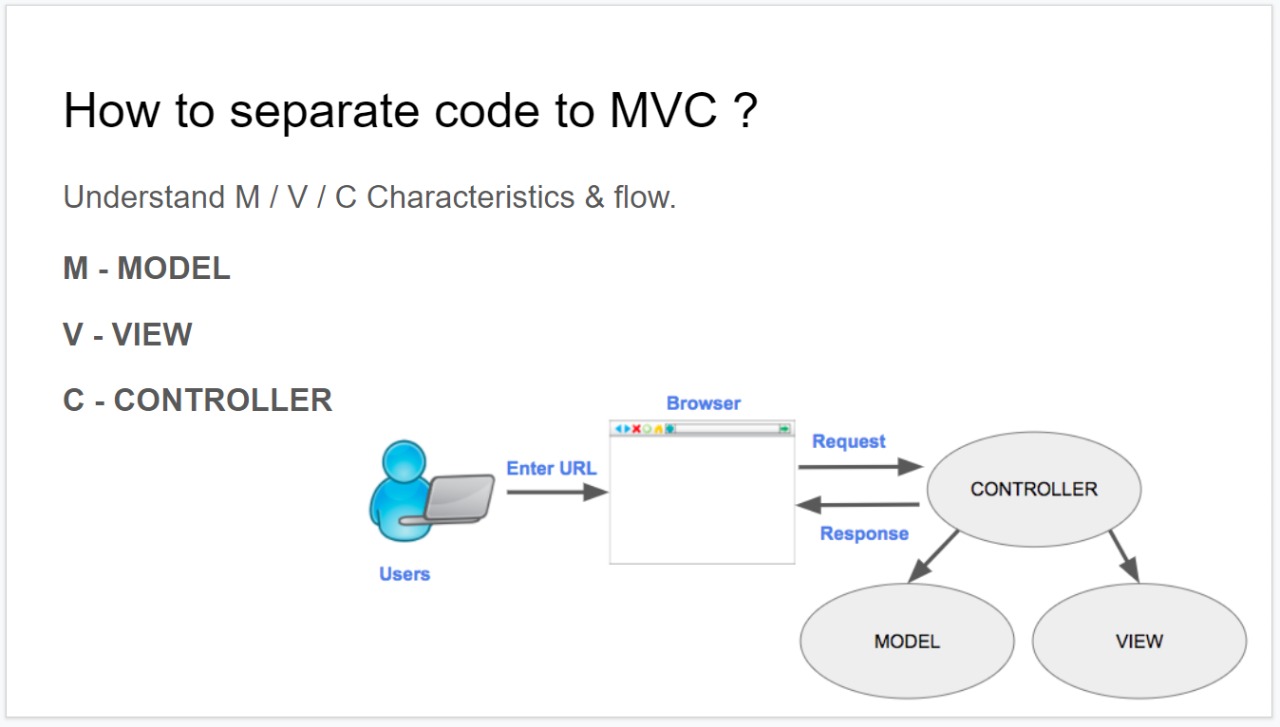 How to separate code to MVC ?
Understand M / V / C Characteristics & flow.
M - MODEL
V - VIEW
C - CONTROLLER
Browser
Request
Enter URL
CONTROLLER
Response
Users
MODEL
VIEW